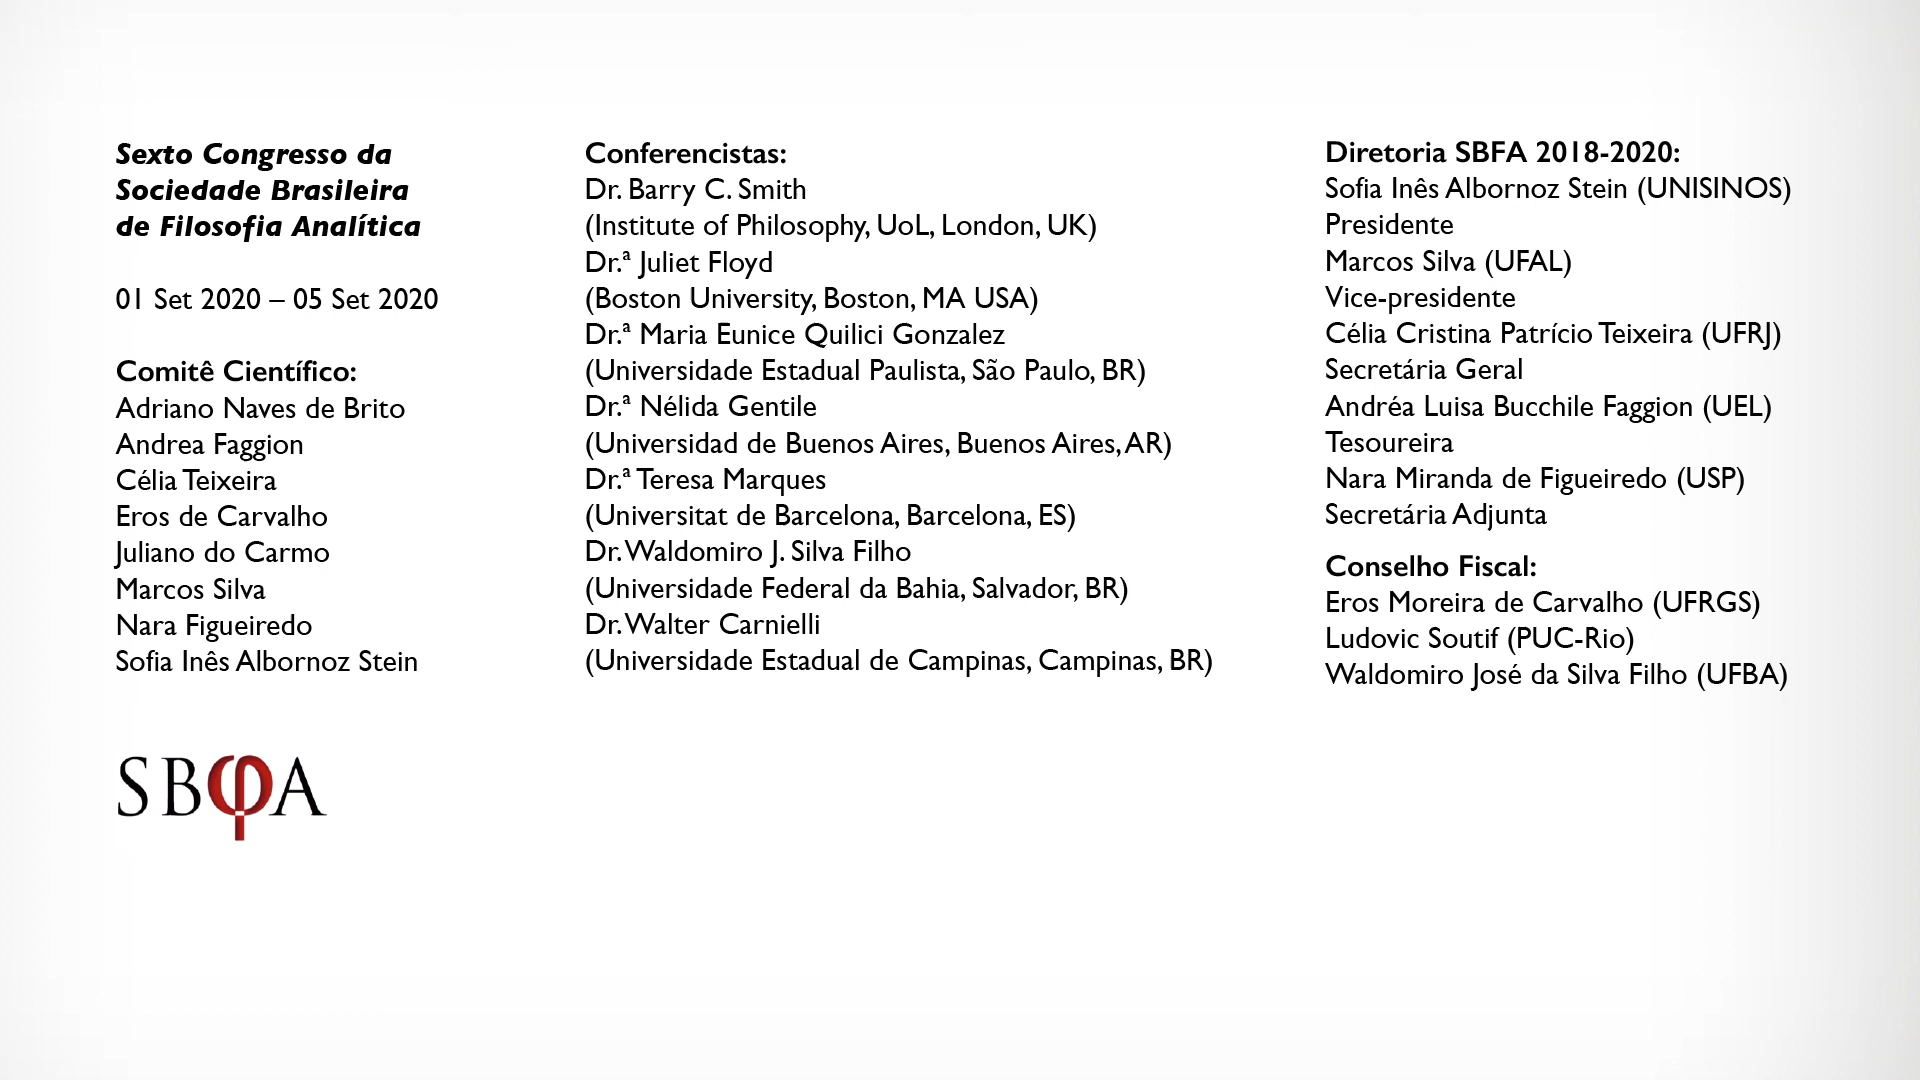 Sexto Congresso da
Sociedade Brasileira
de Filosofia Analítica
01 Set 2020 – 05 Set 2020
Comitê Científico:
Adriano Naves de Brito
Andrea Faggion
Célia Teixeira
Eros de Carvalho
Juliano do Carmo
Marcos Silva
Nara Figueiredo
Sofia Inês Albornoz Stein
SBφA
Conferencistas:
Dr. Barry C. Smith
(Institute of Philosophy, UoL, London, UK)
Dr.ª Juliet Floyd
(Boston University, Boston, MA USA)
Dr.ª Maria Eunice Quilici Gonzalez
(Universidade Estadual Paulista, São Paulo, BR)
Dr.ª Nélida Gentile
(Universidad de Buenos Aires, Buenos Aires, AR)
Dr.ª Teresa Marques
(Universitat de Barcelona, Barcelona, ES)
Dr. Waldomiro J. Silva Filho
(Universidade Federal da Bahia, Salvador, BR)
Dr. Walter Carnielli
(Universidade Estadual de Campinas, Campinas, BR)
Diretoria SBFA 2018-2020:
Sofia Inês Albornoz Stein (UNISINOS)
Presidente
Marcos Silva (UFAL)
Vice-presidente
Célia Cristina Patrício Teixeira (UFRJ)
Secretária Geral
Andréa Luisa Bucchile Faggion (UEL)
Tesoureira
Nara Miranda de Figueiredo (USP)
Secretária Adjunta
Conselho Fiscal:
Eros Moreira de Carvalho (UFRGS)
Ludovic Soutif (PUC-Rio)
Waldomiro José da Silva Filho (UFBA)